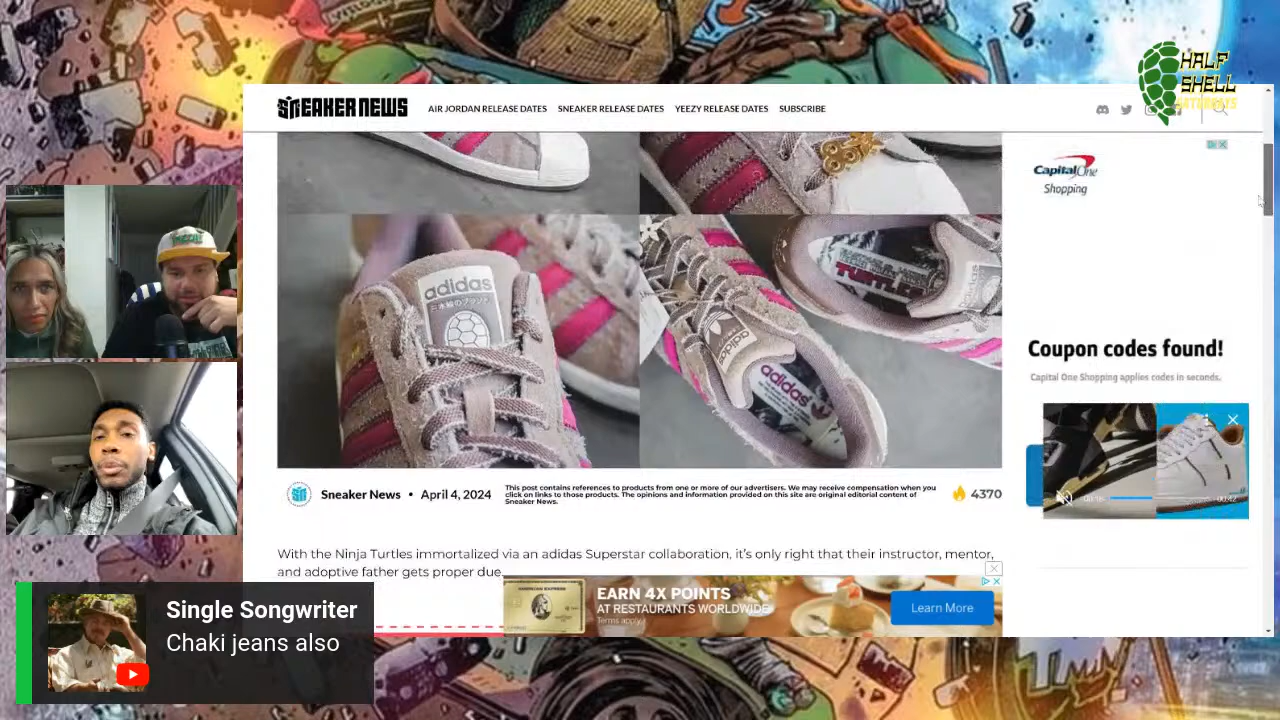 HALF
SHELL
SATURDAYS
SNEAKER NEWS
AIR JORDAN RELEASE DATES
SNEAKER RELEASE DATES
YEEZY RELEASE DATES
SUBSCRIBE
Capital One
Shopping
adidas
adidas
adidas
TURTLES
Coupon codes found!
Capital One Shopping applies codes in seconds.
Sneaker News • April 4, 2024
This post contains references to products from one or more of our advertisers. We may receive compensation when you
click on links to those products. The opinions and information provided on this site are original editorial content of
Sneaker News.
4370
With the Ninja Turtles immortalized via an adidas Superstar collaboration, it’s only right that their instructor, mentor,
and adoptive father gets proper due.
EARN 4X POINTS
AT RESTAURANTS WORLDWIDE
Terms apply
Learn More
Single Songwriter
Chaki jeans also